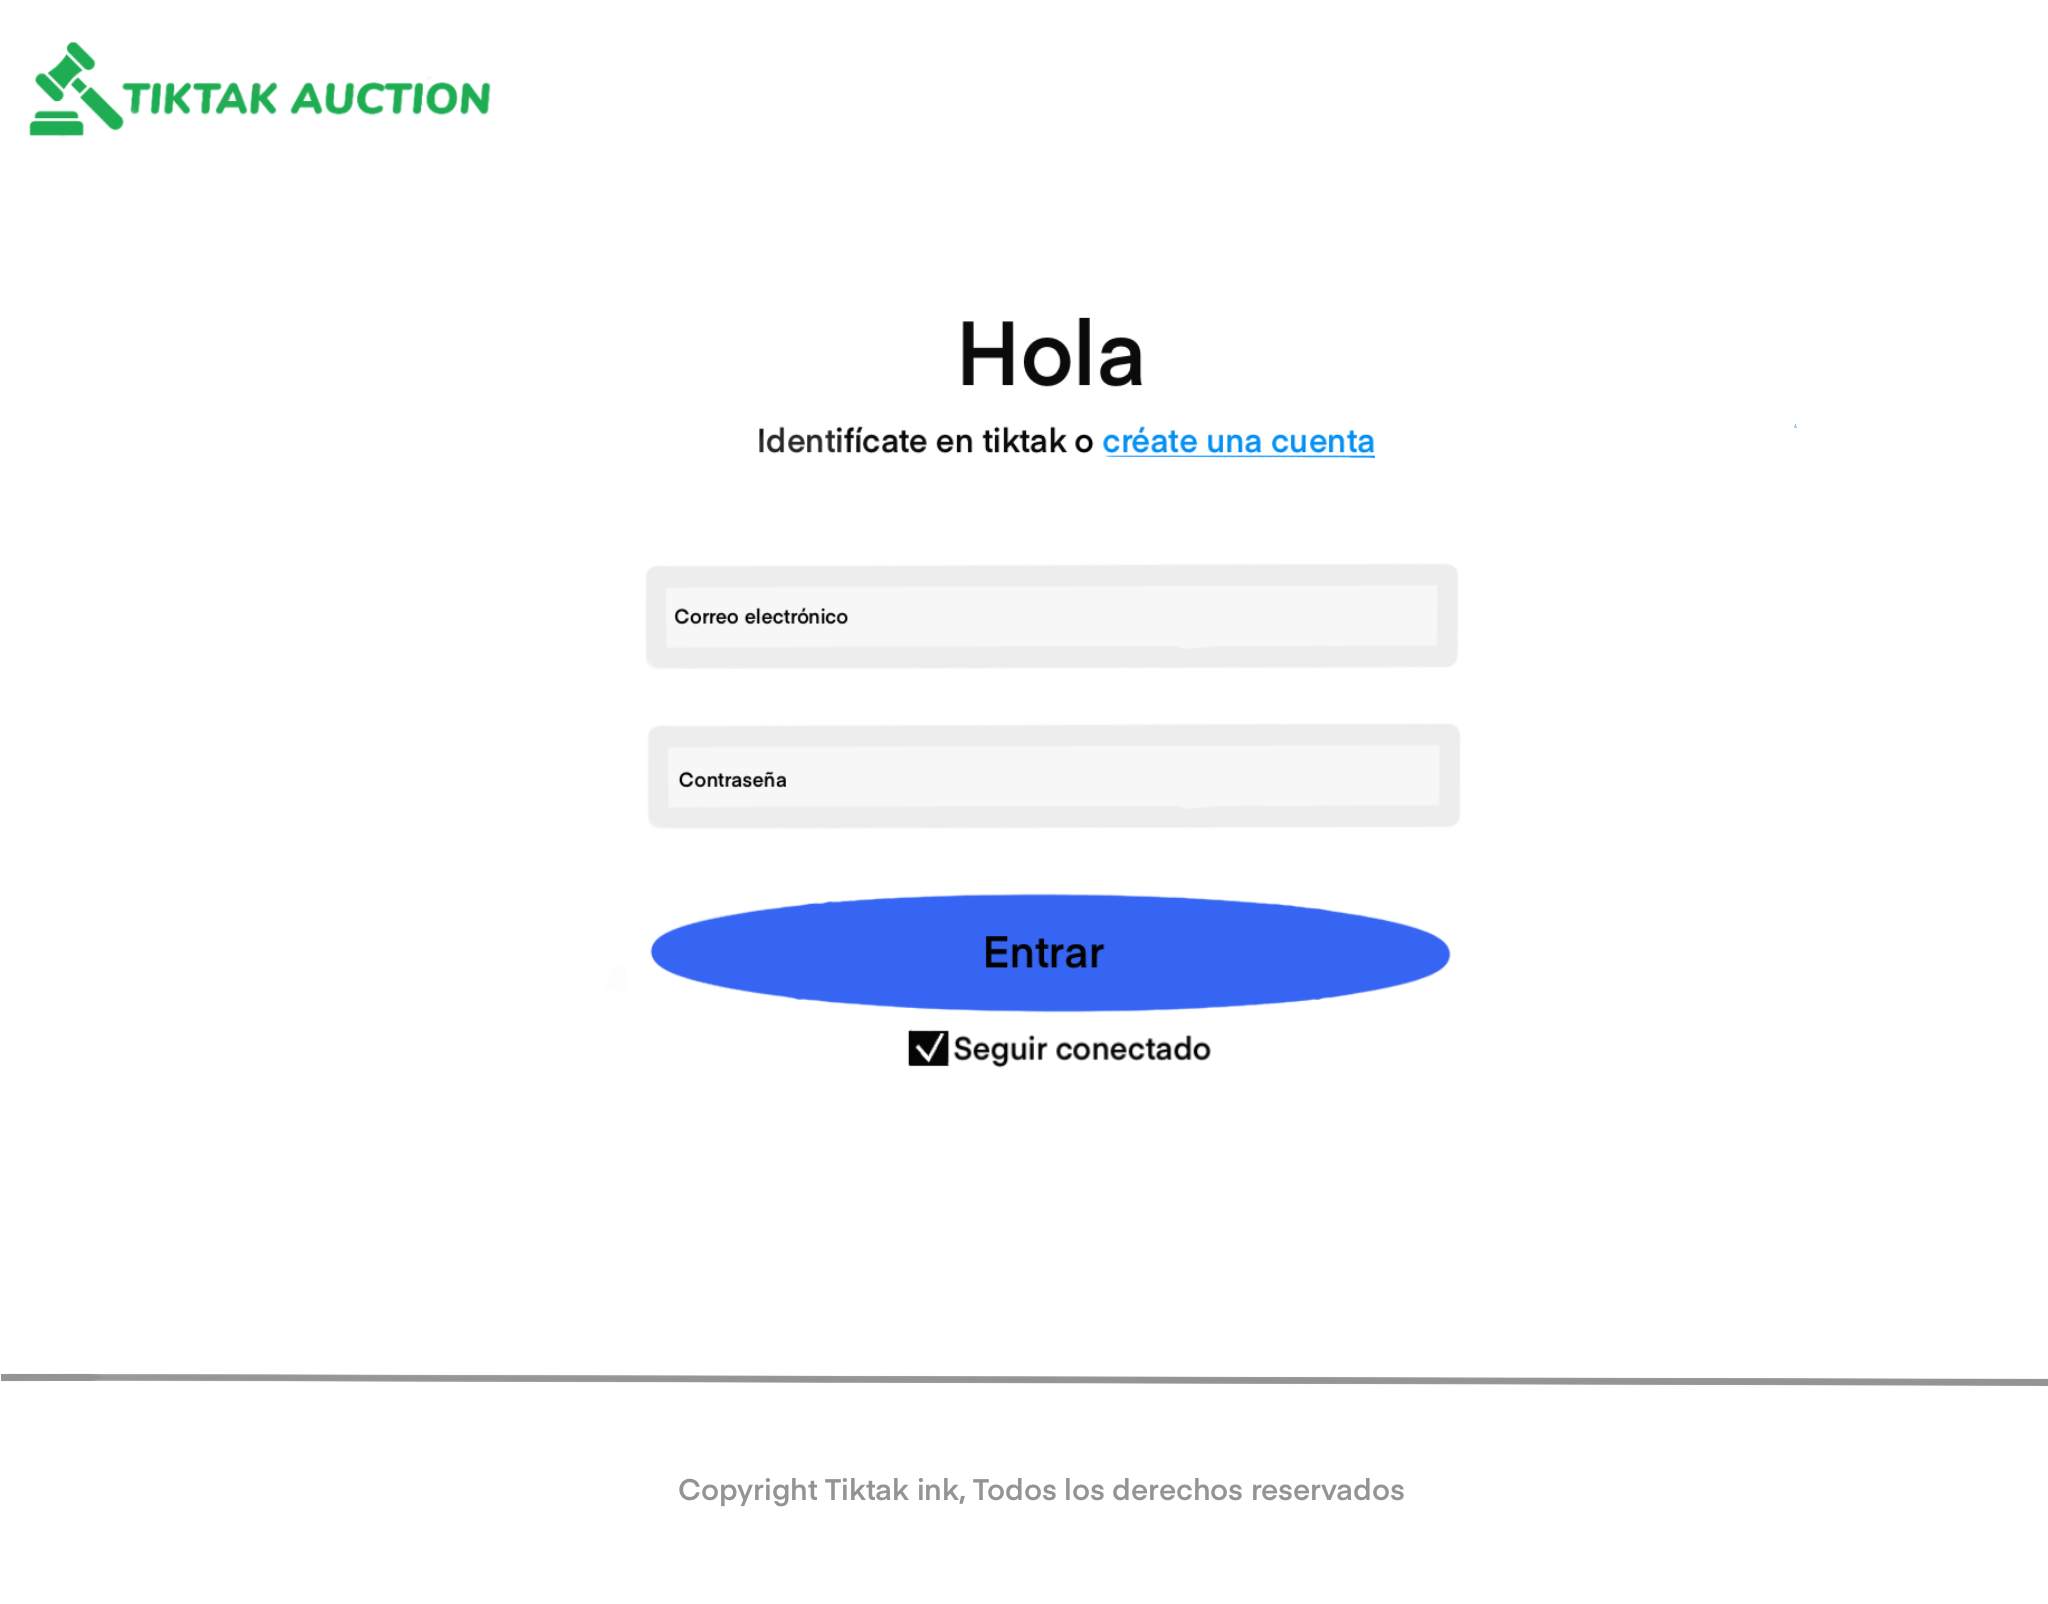 TIKTAK AUCTION
Hola
Identifícate en tiktak o créate una cuenta
Correo electrónico
Contraseña
Entrar
Seguir conectado
Copyright Tiktak ink, Todos los derechos reservados